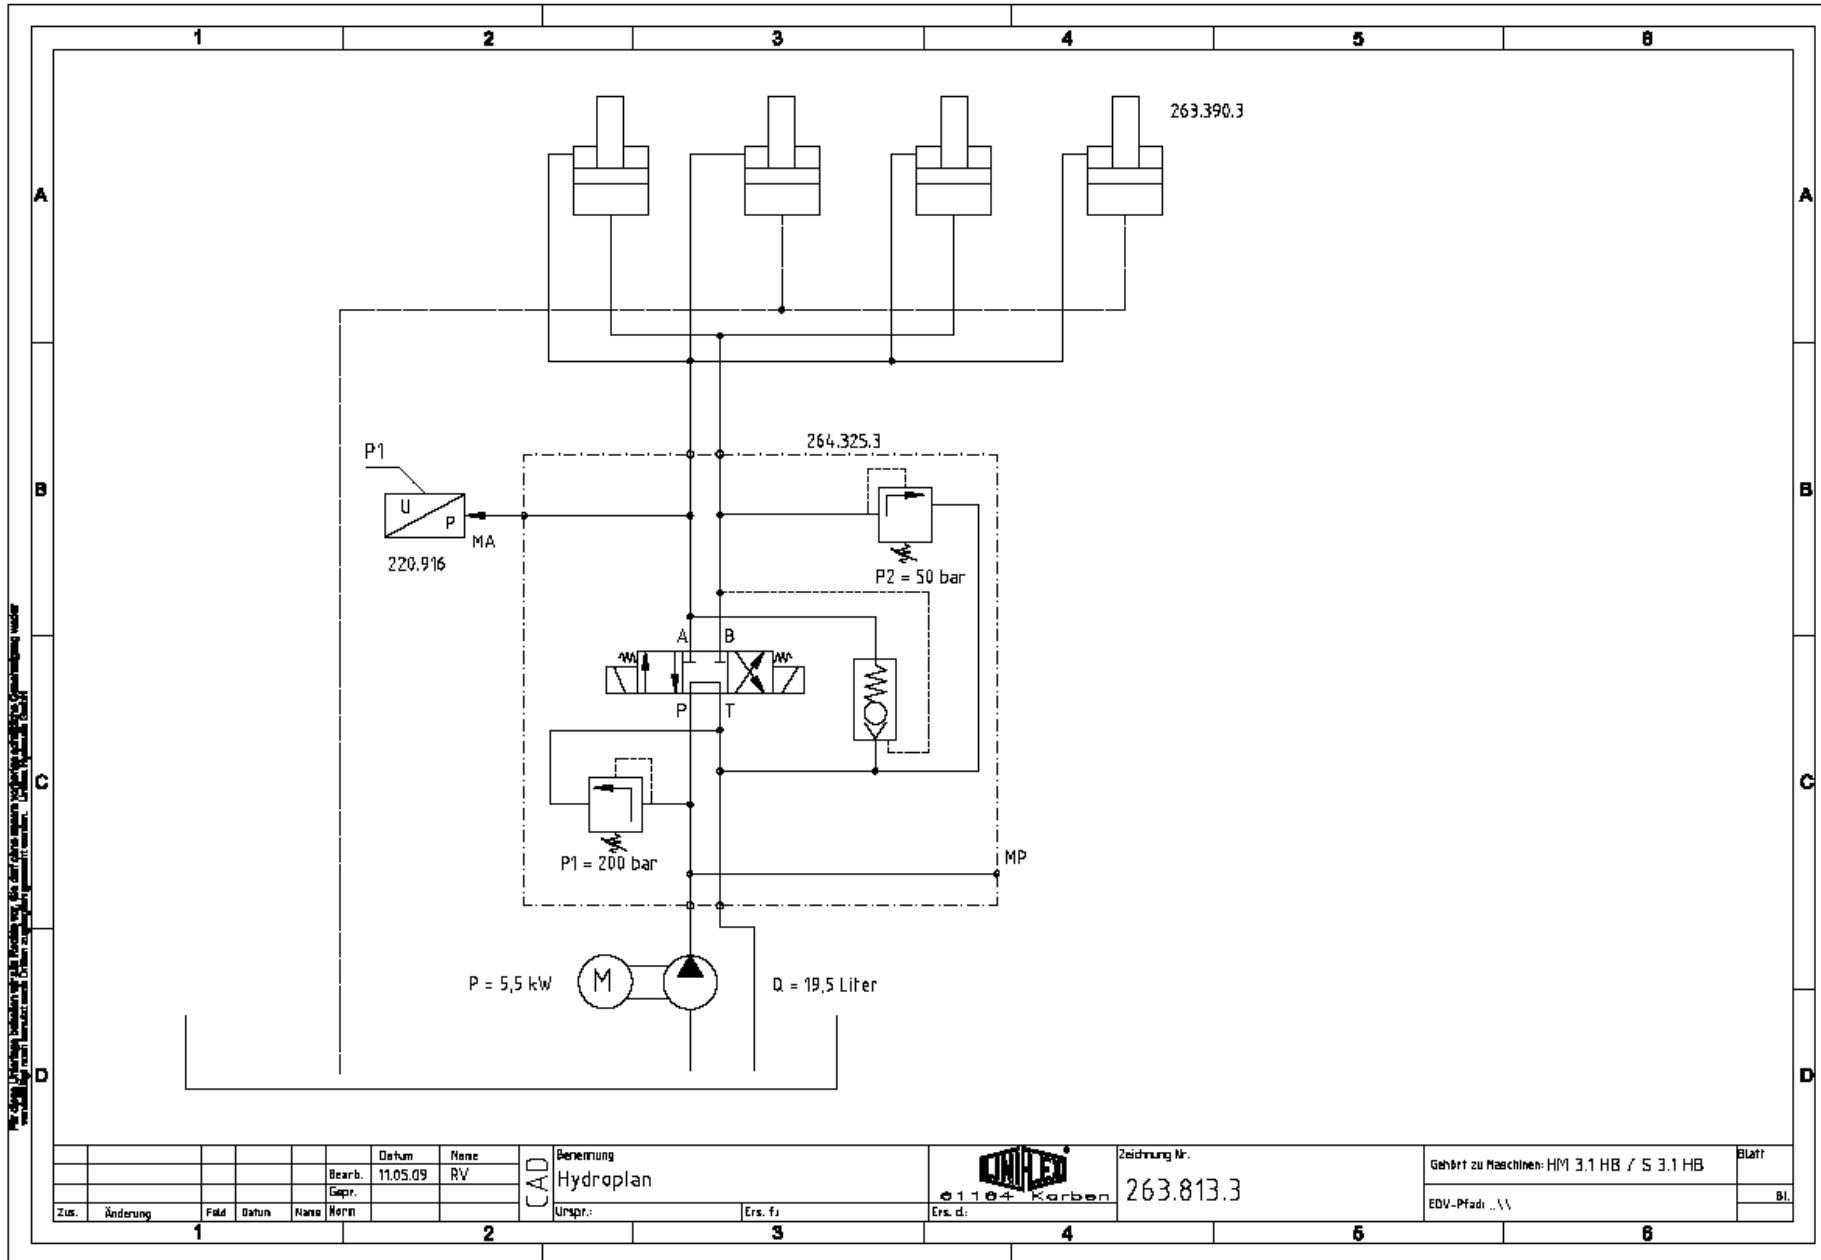 1 2 3 4 5 6
263.390.3
A A
264.325.3
P1
B B
U
P
MA
220.916
P2 = 50 bar
A B
P T
C C
P1 = 200 bar
MP
M
P = 5,5 kW
Q = 19,5 Liter
D D
Datum Name
Bearb. 11.05.09 RV
Gepr.
Zus. Änderung Feld Datum Name Norm
CAD
Benennung
Hydroplan
Urspr.: Ers. f.: Ers. d.:
UNIFLEX
61184 Karben
Zeichnung Nr.
263.813.3
Gehört zu Maschinen: HM 3.1 HB / S 3.1 HB
EDV-Pfad: ..\\
Blatt
Bl.
1 2 3 4 5 6